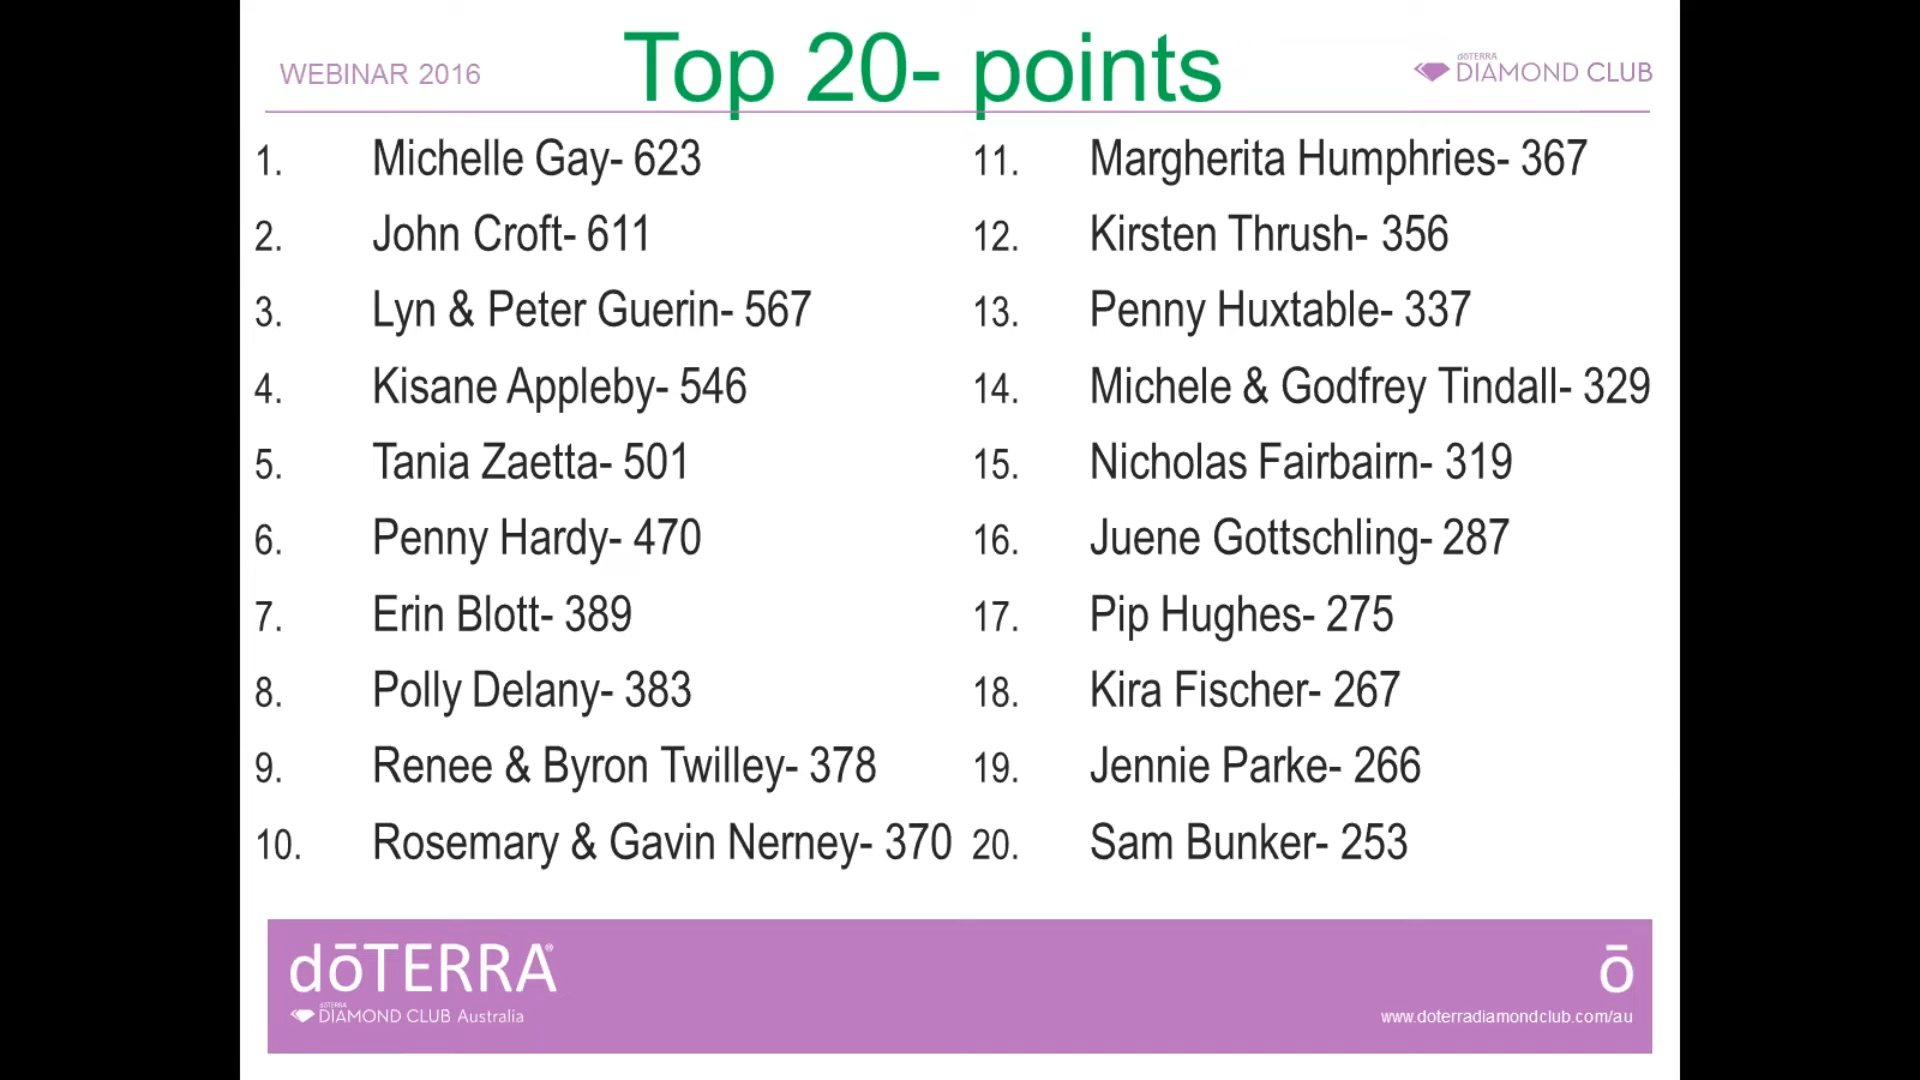 WEBINAR 2016
Top 20- points
dōTERRA
DIAMOND CLUB
1. Michelle Gay- 623
2. John Croft- 611
3. Lyn & Peter Guerin- 567
4. Kisane Appleby- 546
5. Tania Zaetta- 501
6. Penny Hardy- 470
7. Erin Blott- 389
8. Polly Delany- 383
9. Renee & Byron Twilley- 378
10. Rosemary & Gavin Nerney- 370
11. Margherita Humphries- 367
12. Kirsten Thrush- 356
13. Penny Huxtable- 337
14. Michele & Godfrey Tindall- 329
15. Nicholas Fairbairn- 319
16. Juene Gottschling- 287
17. Pip Hughes- 275
18. Kira Fischer- 267
19. Jennie Parke- 266
20. Sam Bunker- 253
dōTERRA®
dōTERRA
DIAMOND CLUB Australia
ō
www.doterradiamondclub.com/au